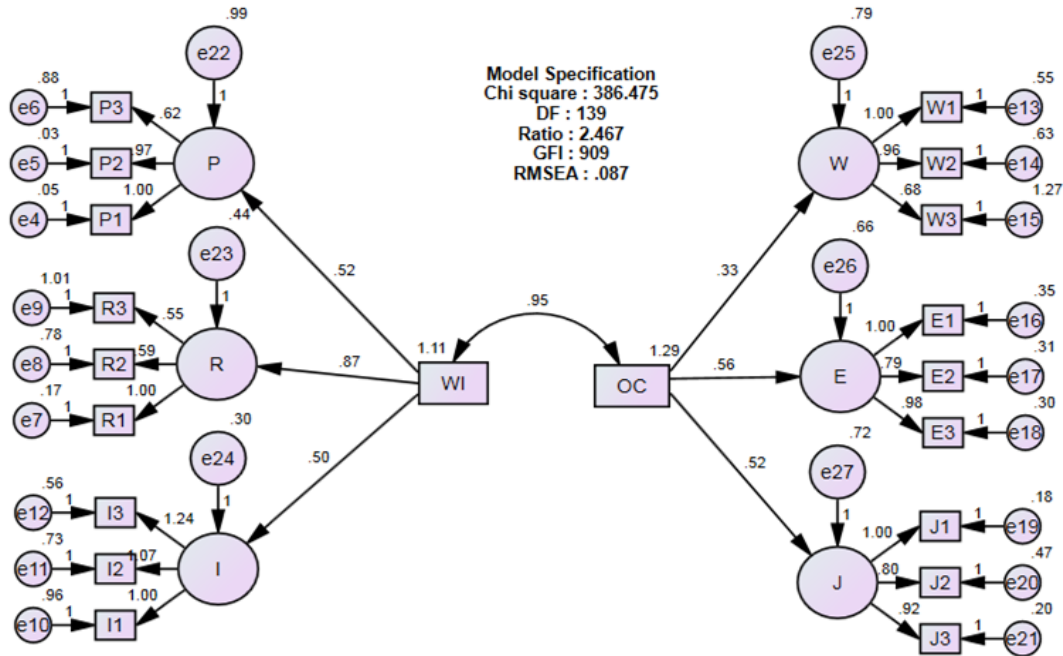 Model Specification
Chi square : 386.475
DF : 139
Ratio : 2.467
GFI : 909
RMSEA : .087
.99
e22
1
P
.88
e6
1
P3
.62
.03
e5
1
P2
.97
.05
e4
1
P1
1.00
.44
e23
1
R
1.01
e9
1
R3
.55
.78
e8
1
R2
.59
.17
e7
1
R1
1.00
.30
e24
1
I
.56
e12
1
I3
1.24
.73
e11
1
I2
1.07
.96
e10
1
I1
1.00
.52
.87
.50
1.11
WI
.95
1.29
OC
.33
.56
.52
.79
e25
1
W
1.00
W1
1
.55
e13
.96
W2
1
.63
e14
.68
W3
1
1.27
e15
.66
e26
1
E
1.00
E1
1
.35
e16
.79
E2
1
.31
e17
.98
E3
1
.30
e18
.72
e27
1
J
1.00
J1
1
.18
e19
.80
J2
1
.47
e20
.92
J3
1
.20
e21